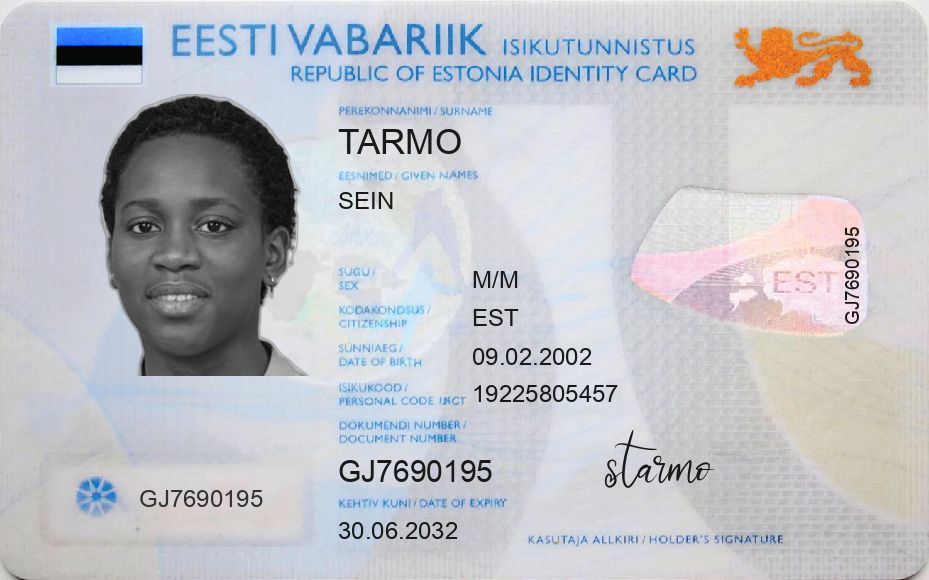 EESTI VABARIIK ISIKUTUNNISTUS
REPUBLIC OF ESTONIA IDENTITY CARD
PEREKONNANIMI / SURNAME
TARMO
EESNIMED / GIVEN NAMES
SEIN
SUGU /
SEX
M/M
KODAKONDSUS /
CITIZENSHIP
EST
SÜNNIAEG /
DATE OF BIRTH
09.02.2002
ISIKUKOOD /
PERSONAL CODE
19225805457
DOKUMENDI NUMBER /
DOCUMENT NUMBER
GJ7690195
KEHTIV KUNI / DATE OF EXPIRY
30.06.2032
GJ7690195
EST
GJ7690195
starmo
KASUTAJA ALLKIRI / HOLDER'S SIGNATURE